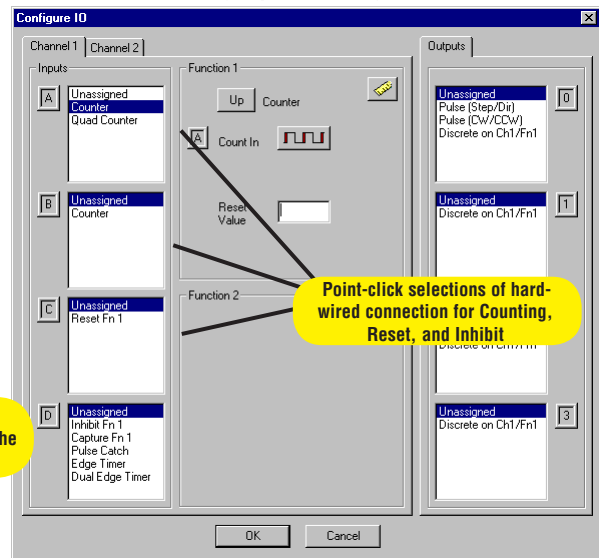 Configure IO
Channel 1
Channel 2
Outputs
Inputs
A
Unassigned
Counter
Quad Counter
B
Unassigned
Counter
C
Unassigned
Reset Fn 1
D
Unassigned
Inhibit Fn 1
Capture Fn 1
Pulse Catch
Edge Timer
Dual Edge Timer
he
Function 1
Up
Counter
A
Count In
Reset
Value
Function 2
Point-click selections of hard-
wired connection for Counting,
Reset, and Inhibit
Unassigned
Pulse (Step/Dir)
Pulse (CW/CCW)
Discrete on Ch1/Fn1
0
Unassigned
Discrete on Ch1/Fn1
1
Discrete on Ch1/Fn1
Unassigned
Discrete on Ch1/Fn1
3
OK
Cancel